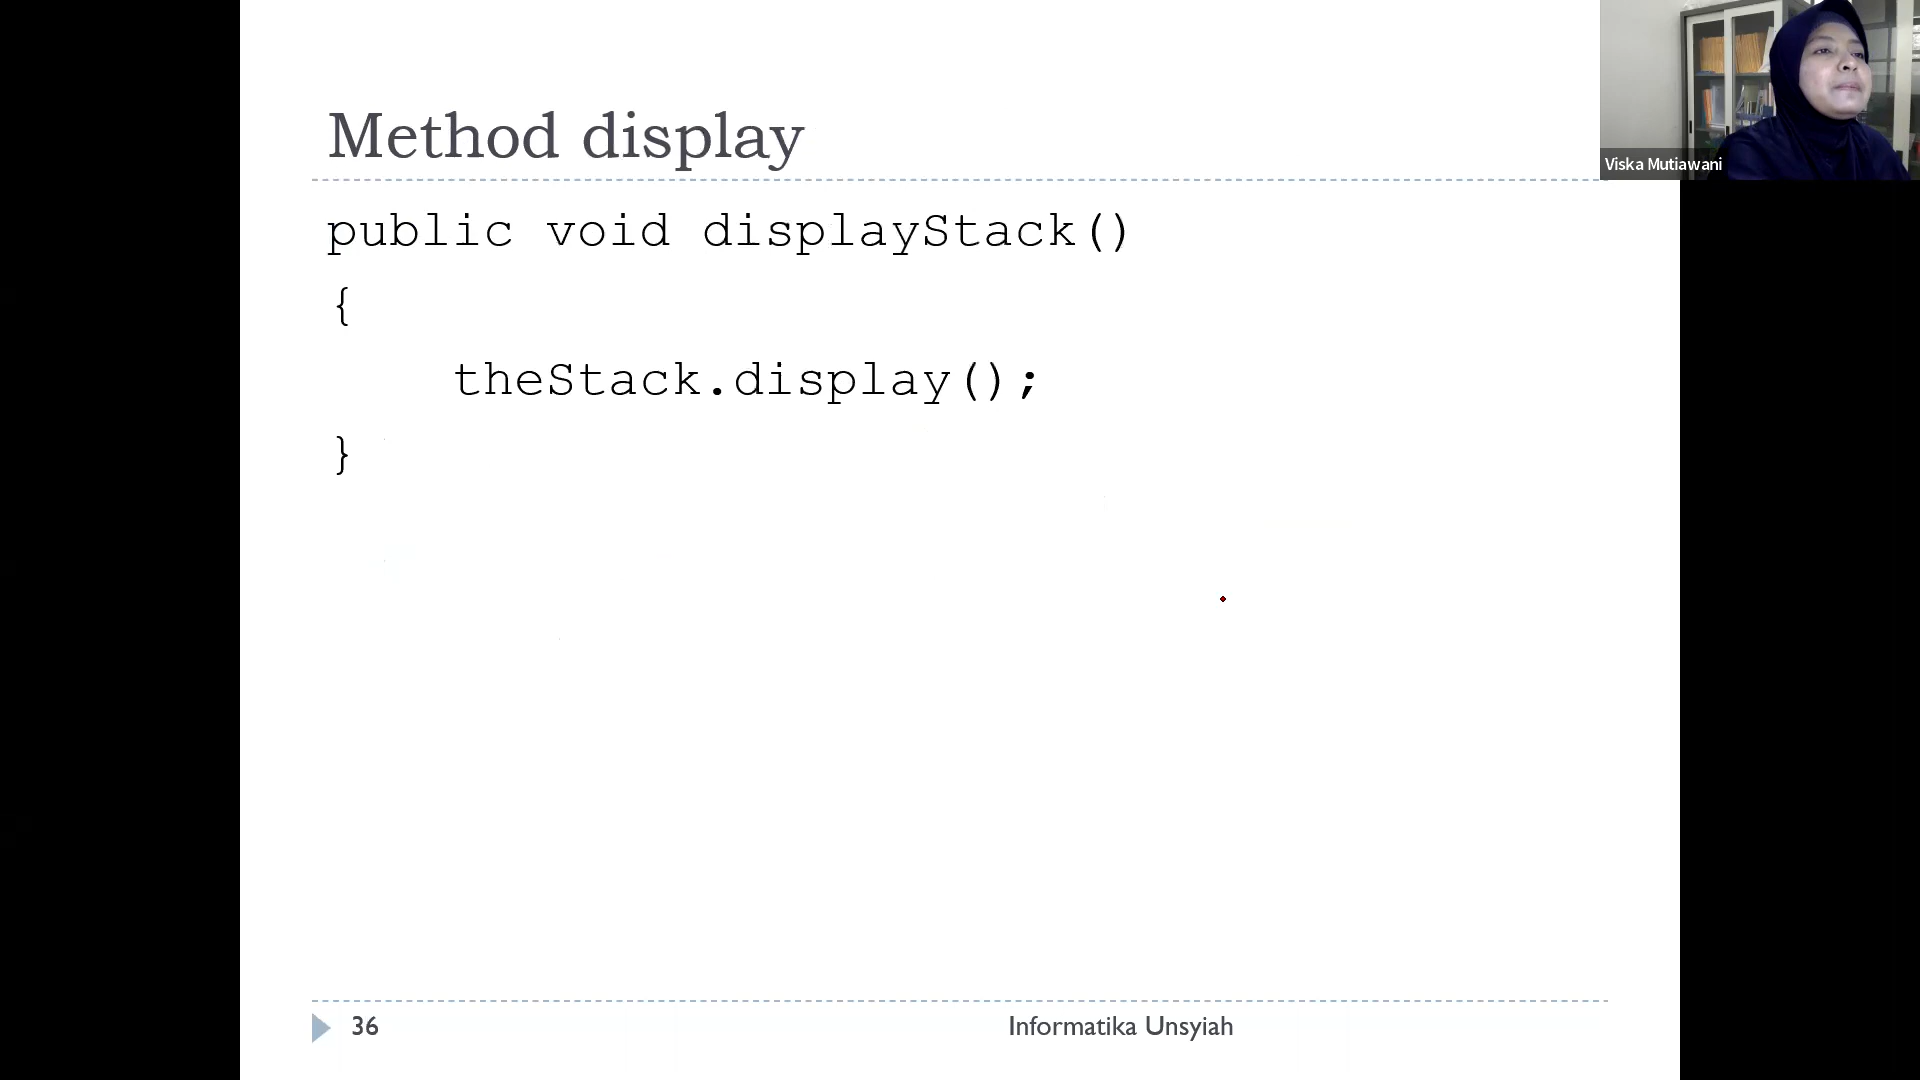 Method display
Viska Mutiawani
public void displayStack()
{
theStack.display();
}
36
Informatika Unsyiah